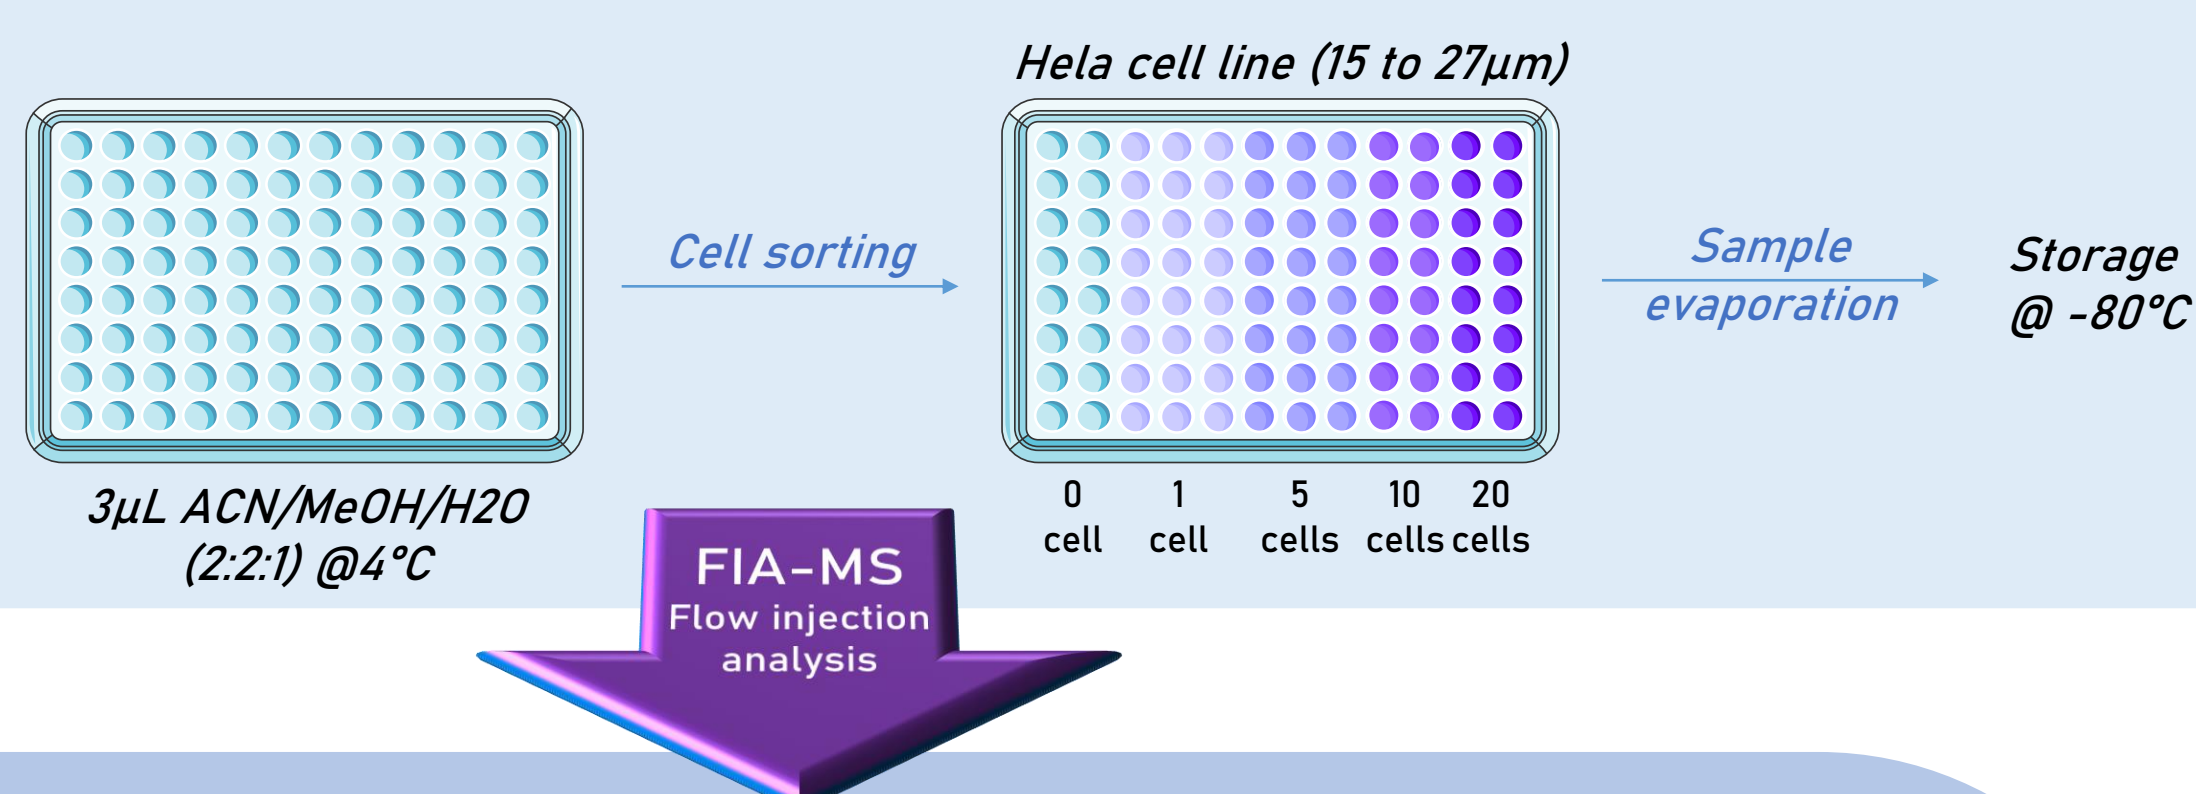 Hela cell line (15 to 27µm)
Cell sorting
Sample
evaporation
Storage
@ -80°C
3µL ACN/MeOH/H2O
(2:2:1) @4°C
0
cell
1
cell
5
cells
10
cells
20
cells
FIA-MS
Flow injection
analysis